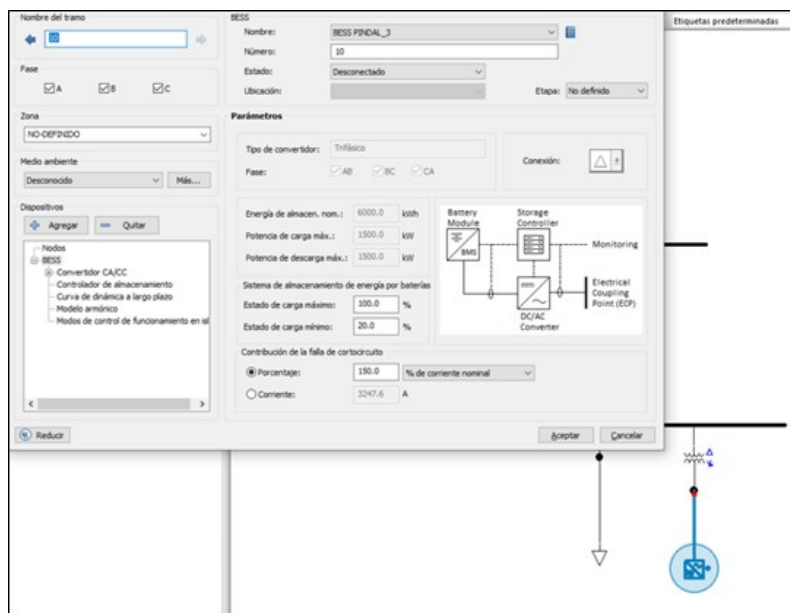 Nombre del tramo
10
Fase
A B C
Zona
NO-DEFINIDO
Medio ambiente
Desconocido Más...
Dispositivos
Agregar Quitar
Nodos
BESS
Convertidor CA/CC
Controlador de almacenamiento
Curva de dinámica a largo plazo
Modelo armónico
Modos de control de funcionamiento en isl
Reducir
BESS
Nombre: BESS PINDAL_3
Número: 10
Estado: Desconectado
Ubicación: Etapa: No definido
Parámetros
Tipo de convertidor: Trifásico
Fase: AB BC CA
Conexión:
Energía de almacen. nom.: 6000.0 kWh
Potencia de carga máx.: 1500.0 kW
Potencia de descarga máx.: 1500.0 kW
Sistema de almacenamiento de energía por baterías
Estado de carga máximo: 100.0 %
Estado de carga mínimo: 20.0 %
Battery Module
Storage Controller
BMS
Monitoring
Electrical Coupling Point (ECP)
DC/AC Converter
Contribución de la falla de cortocircuito
Porcentaje: 150.0 % de corriente nominal
Corriente: 3247.6 A
Aceptar Cancelar
Etiquetas predeterminadas